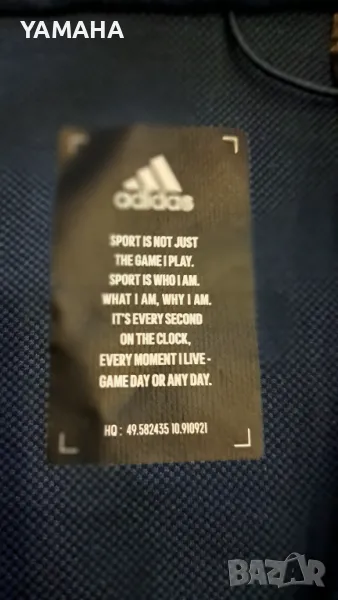 YAMAHA
adidas
SPORT IS NOT JUST
THE GAME I PLAY.
SPORT IS WHO I AM.
WHAT I AM, WHY I AM.
IT'S EVERY SECOND
ON THE CLOCK,
EVERY MOMENT I LIVE-
GAME DAY OR ANY DAY.
HQ: 49.582435 10.910921
BAZAR